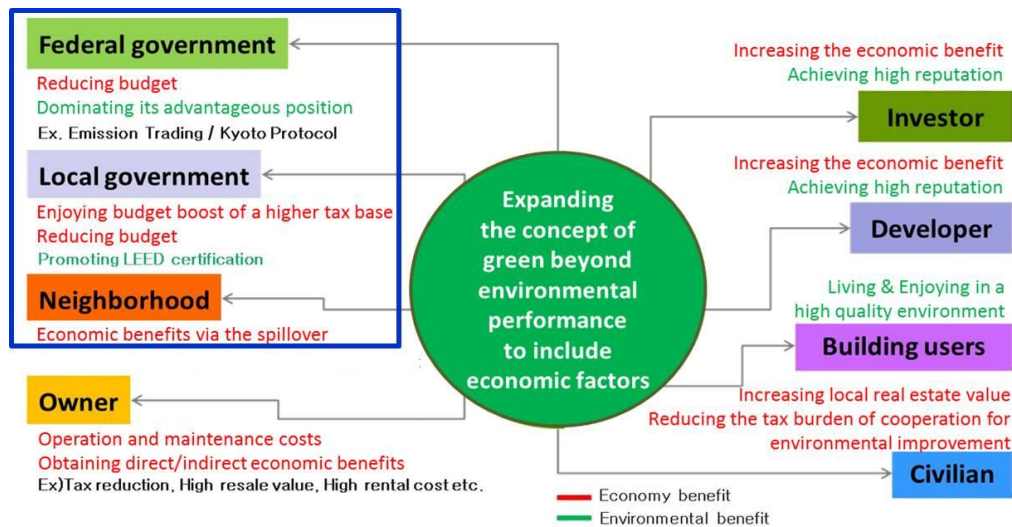 Federal government
Reducing budget
Dominating its advantageous position
Ex. Emission Trading / Kyoto Protocol
Local government
Enjoying budget boost of a higher tax base
Reducing budget
Promoting LEED certification
Neighborhood
Economic benefits via the spillover
Owner
Operation and maintenance costs
Obtaining direct/indirect economic benefits
Ex)Tax reduction, High resale value, High rental cost etc.
Expanding
the concept of
green beyond
environmental
performance
to include
economic factors
Increasing the economic benefit
Achieving high reputation
Investor
Increasing the economic benefit
Achieving high reputation
Developer
Living & Enjoying in a
high quality environment
Building users
Increasing local real estate value
Reducing the tax burden of cooperation for
environmental improvement
Civilian
Economy benefit
Environmental benefit